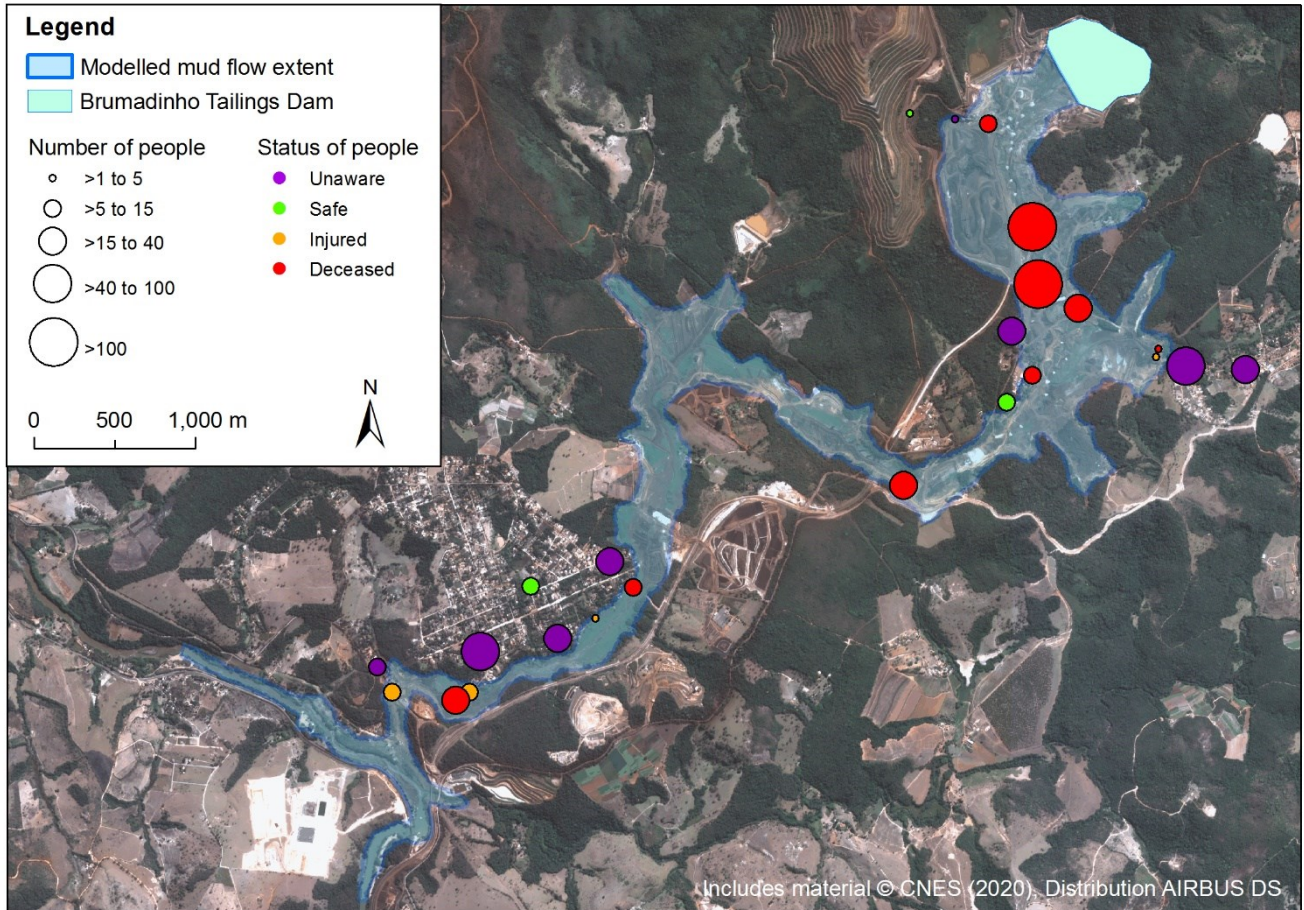 Legend
Modelled mud flow extent
Brumadinho Tailings Dam
Number of people
>1 to 5
>5 to 15
>15 to 40
>40 to 100
>100
Status of people
Unaware
Safe
Injured
Deceased
N
0 500 1,000 m
Includes material © CNES (2020), Distribution AIRBUS DS